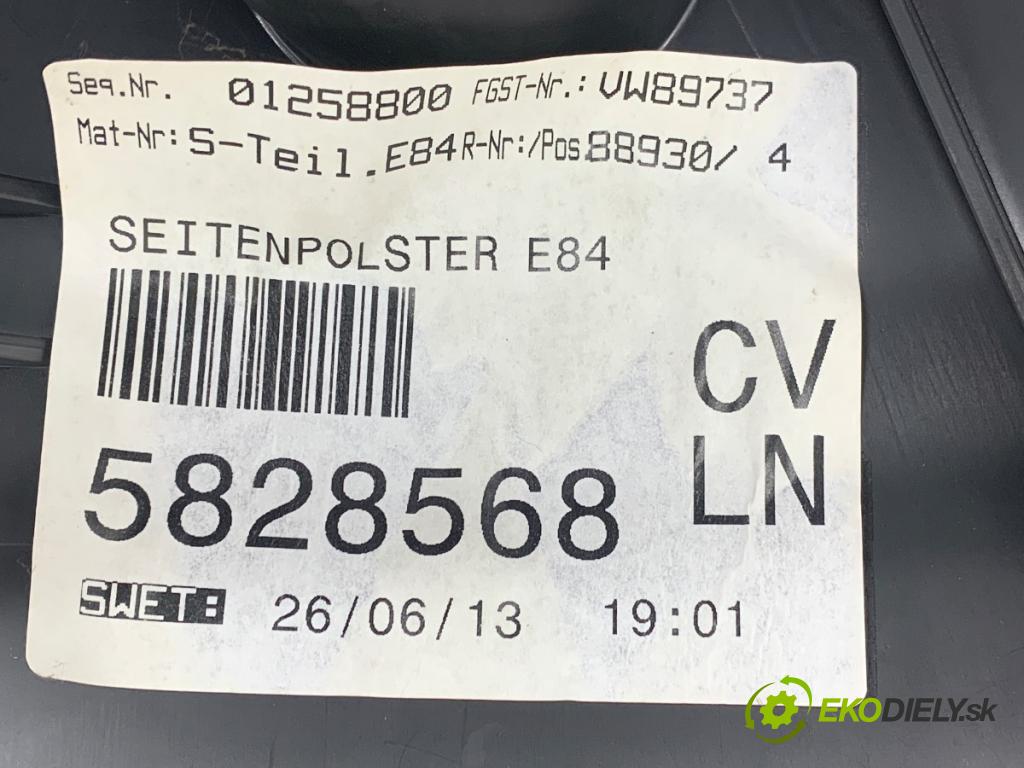 Seq.Nr. 01258800 FGST-Nr.: VW89737
Mat-Nr: S-Teil.E84 R-Nr:/Pos 88930/ 4
SEITENPOLSTER E84
CV
5828568 LN
SWET: 26/06/13 19:01
EKODIELY.sk